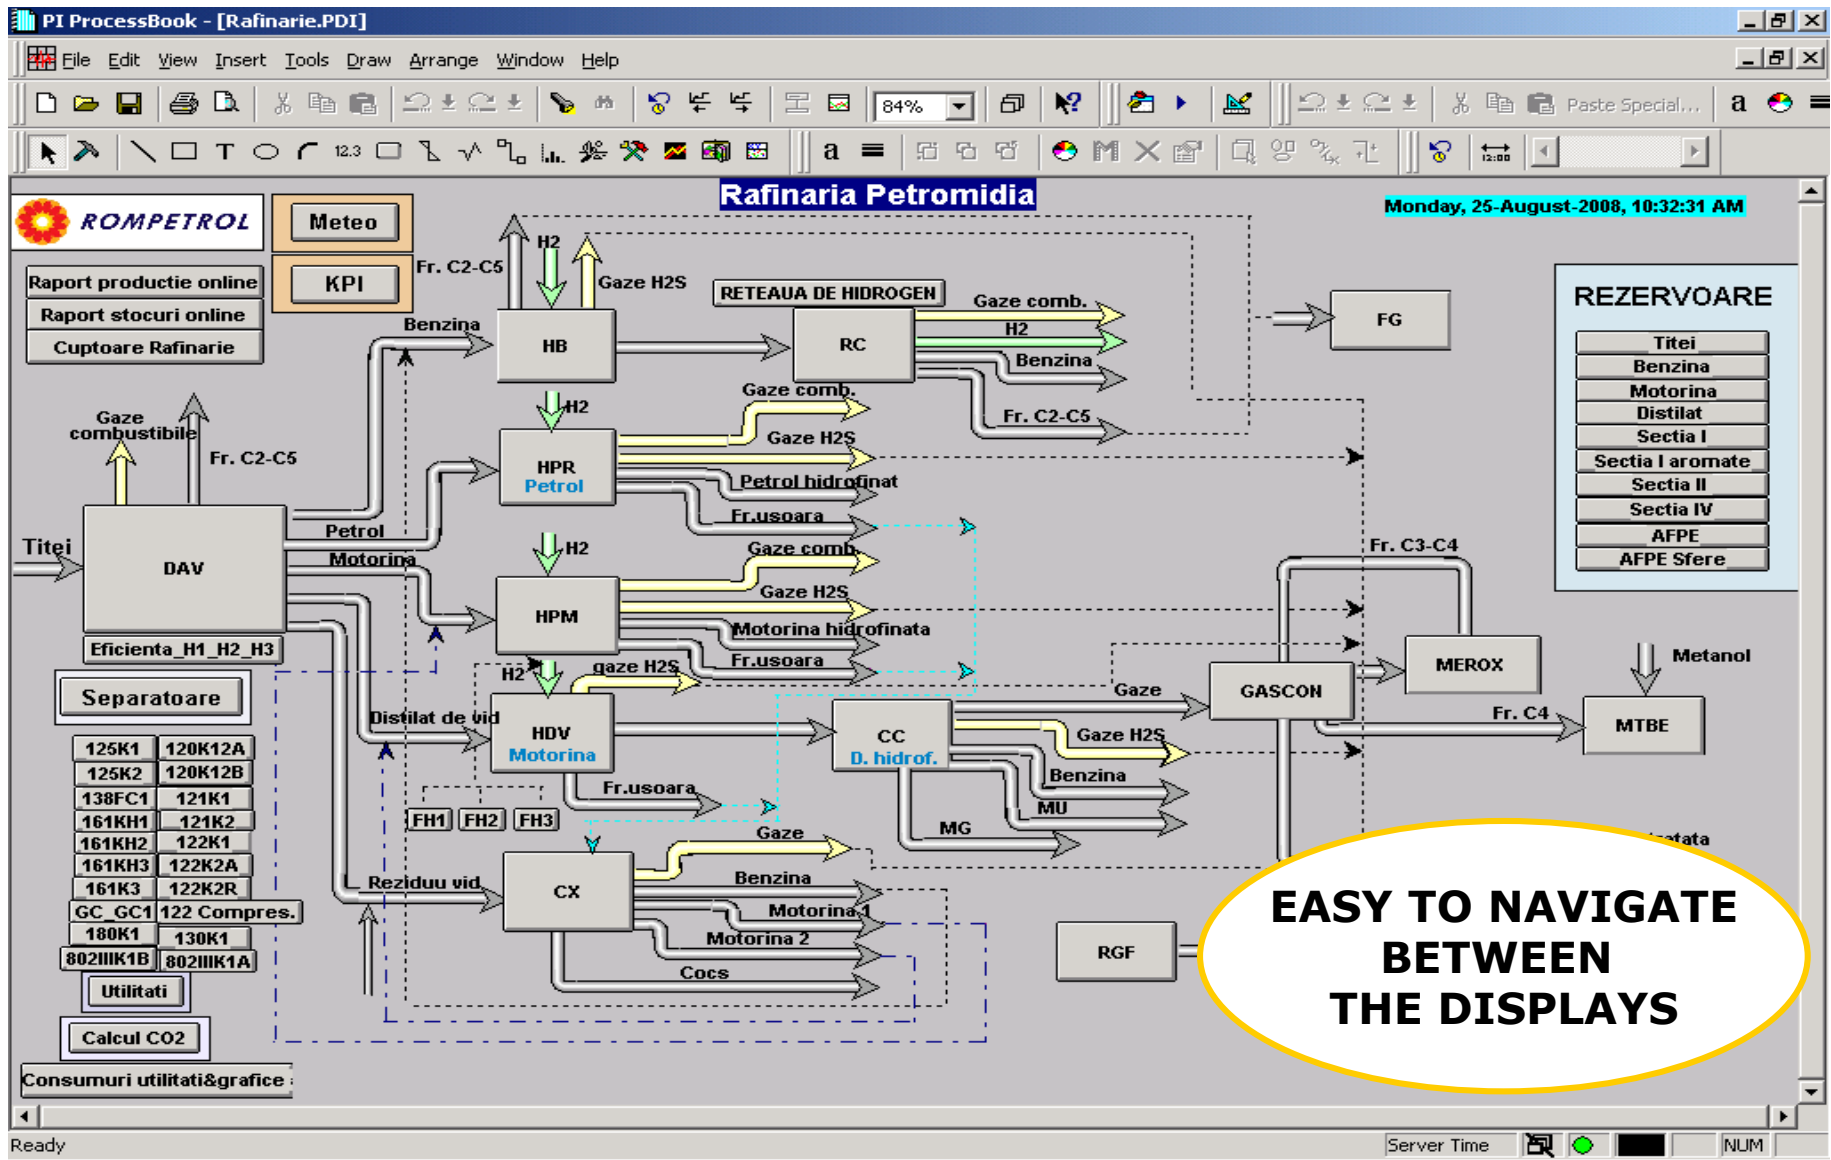 PI ProcessBook - [Rafinarie.PDI]
File Edit View Insert Tools Draw Arrange Window Help
84%
Paste Special...
a
T
12.3
a
12:00
Rafinaria Petromidia
Monday, 25-August-2008, 10:32:31 AM
ROMPETROL
Meteo
KPI
Raport productie online
Raport stocuri online
Cuptoare Rafinarie
Fr. C2-C5
H2
Gaze H2S
Benzina
HB
RETEAUA DE HIDROGEN
RC
Gaze comb.
H2
Benzina
Fr. C2-C5
FG
REZERVOARE
Titei
Benzina
Motorina
Distilat
Sectia I
Sectia I aromate
Sectia II
Sectia IV
AFPE
AFPE Sfere
Gaze
combustibile
Fr. C2-C5
Titei
DAV
Petrol
Motorina
Eficienta_H1_H2_H3
H2
HPR
Petrol
Gaze comb.
Gaze H2S
Petrol hidrofinat
Fr.usoara
H2
HPM
Gaze comb.
Gaze H2S
Motorina hidrofinata
Fr.usoara
H2
gaze H2S
Distilat de vid
HDV
Motorina
Fr.usoara
FH1 FH2 FH3
CC
D. hidrof.
Gaze
Gaze H2S
Benzina
MU
MG
Fr. C3-C4
GASCON
MEROX
Metanol
Fr. C4
MTBE
Separatoare
125K1 120K12A
125K2 120K12B
138FC1 121K1
161KH1 121K2
161KH2 122K1
161KH3 122K2A
161K3 122K2R
GC_GC1 122 Compres.
180K1 130K1
802IIIK1B 802IIIK1A
Utilitati
Calcul CO2
Consumuri utilitati&grafice
Reziduu vid
CX
Gaze
Benzina
Motorina 1
Motorina 2
Cocs
RGF
EASY TO NAVIGATE
BETWEEN
THE DISPLAYS
Ready
Server Time
NUM